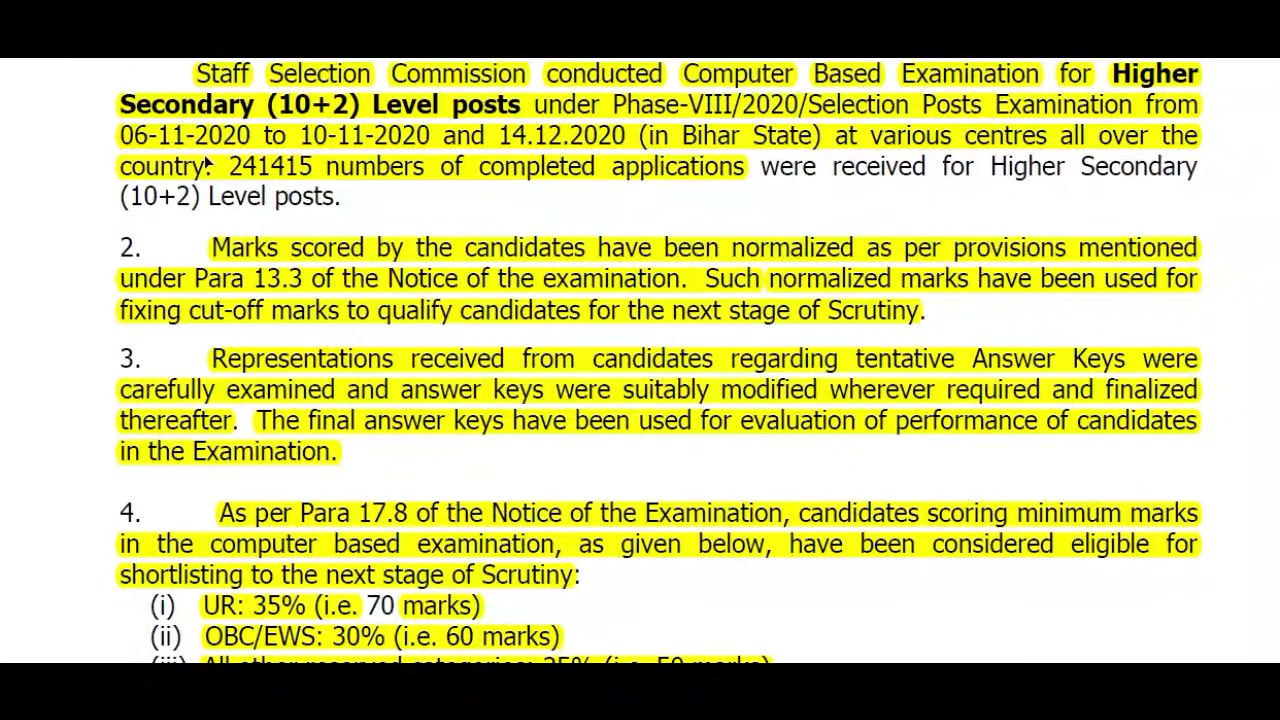 Staff Selection Commission conducted Computer Based Examination for Higher
Secondary (10+2) Level posts under Phase-VIII/2020/Selection Posts Examination from
06-11-2020 to 10-11-2020 and 14.12.2020 (in Bihar State) at various centres all over the
country. 241415 numbers of completed applications were received for Higher Secondary
(10+2) Level posts.
2. Marks scored by the candidates have been normalized as per provisions mentioned
under Para 13.3 of the Notice of the examination. Such normalized marks have been used for
fixing cut-off marks to qualify candidates for the next stage of Scrutiny.
3. Representations received from candidates regarding tentative Answer Keys were
carefully examined and answer keys were suitably modified wherever required and finalized
thereafter. The final answer keys have been used for evaluation of performance of candidates
in the Examination.
4. As per Para 17.8 of the Notice of the Examination, candidates scoring minimum marks
in the computer based examination, as given below, have been considered eligible for
shortlisting to the next stage of Scrutiny:
(i) UR: 35% (i.e. 70 marks)
(ii) OBC/EWS: 30% (i.e. 60 marks)
(iii) All other reserved categories: 25% (i.e. 50 marks)